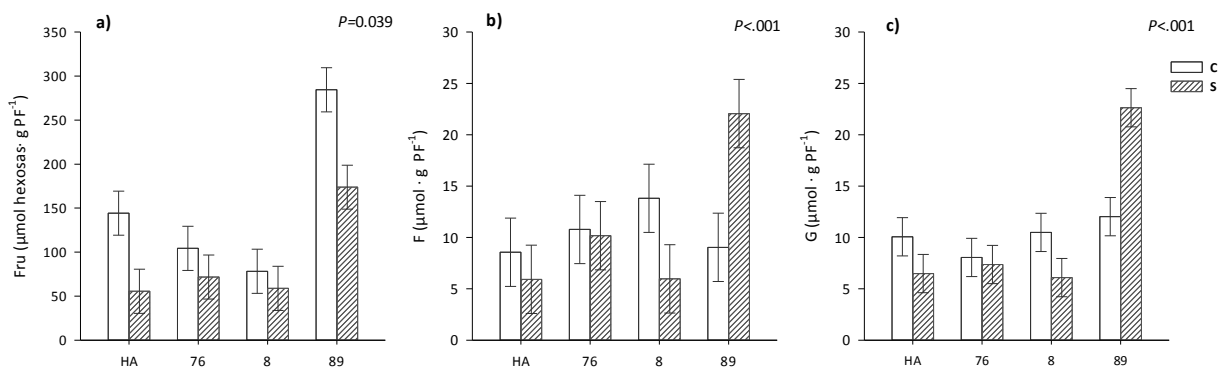 a)
P=0.039
Fru (µmol hexosas· g PF⁻¹)
350
300
250
200
150
100
50
0
HA 76 8 89
b)
P<.001
F (µmol · g PF⁻¹)
30
25
20
15
10
5
0
HA 76 8 89
c)
P<.001
G (µmol · g PF⁻¹)
30
25
20
15
10
5
0
HA 76 8 89
C
S